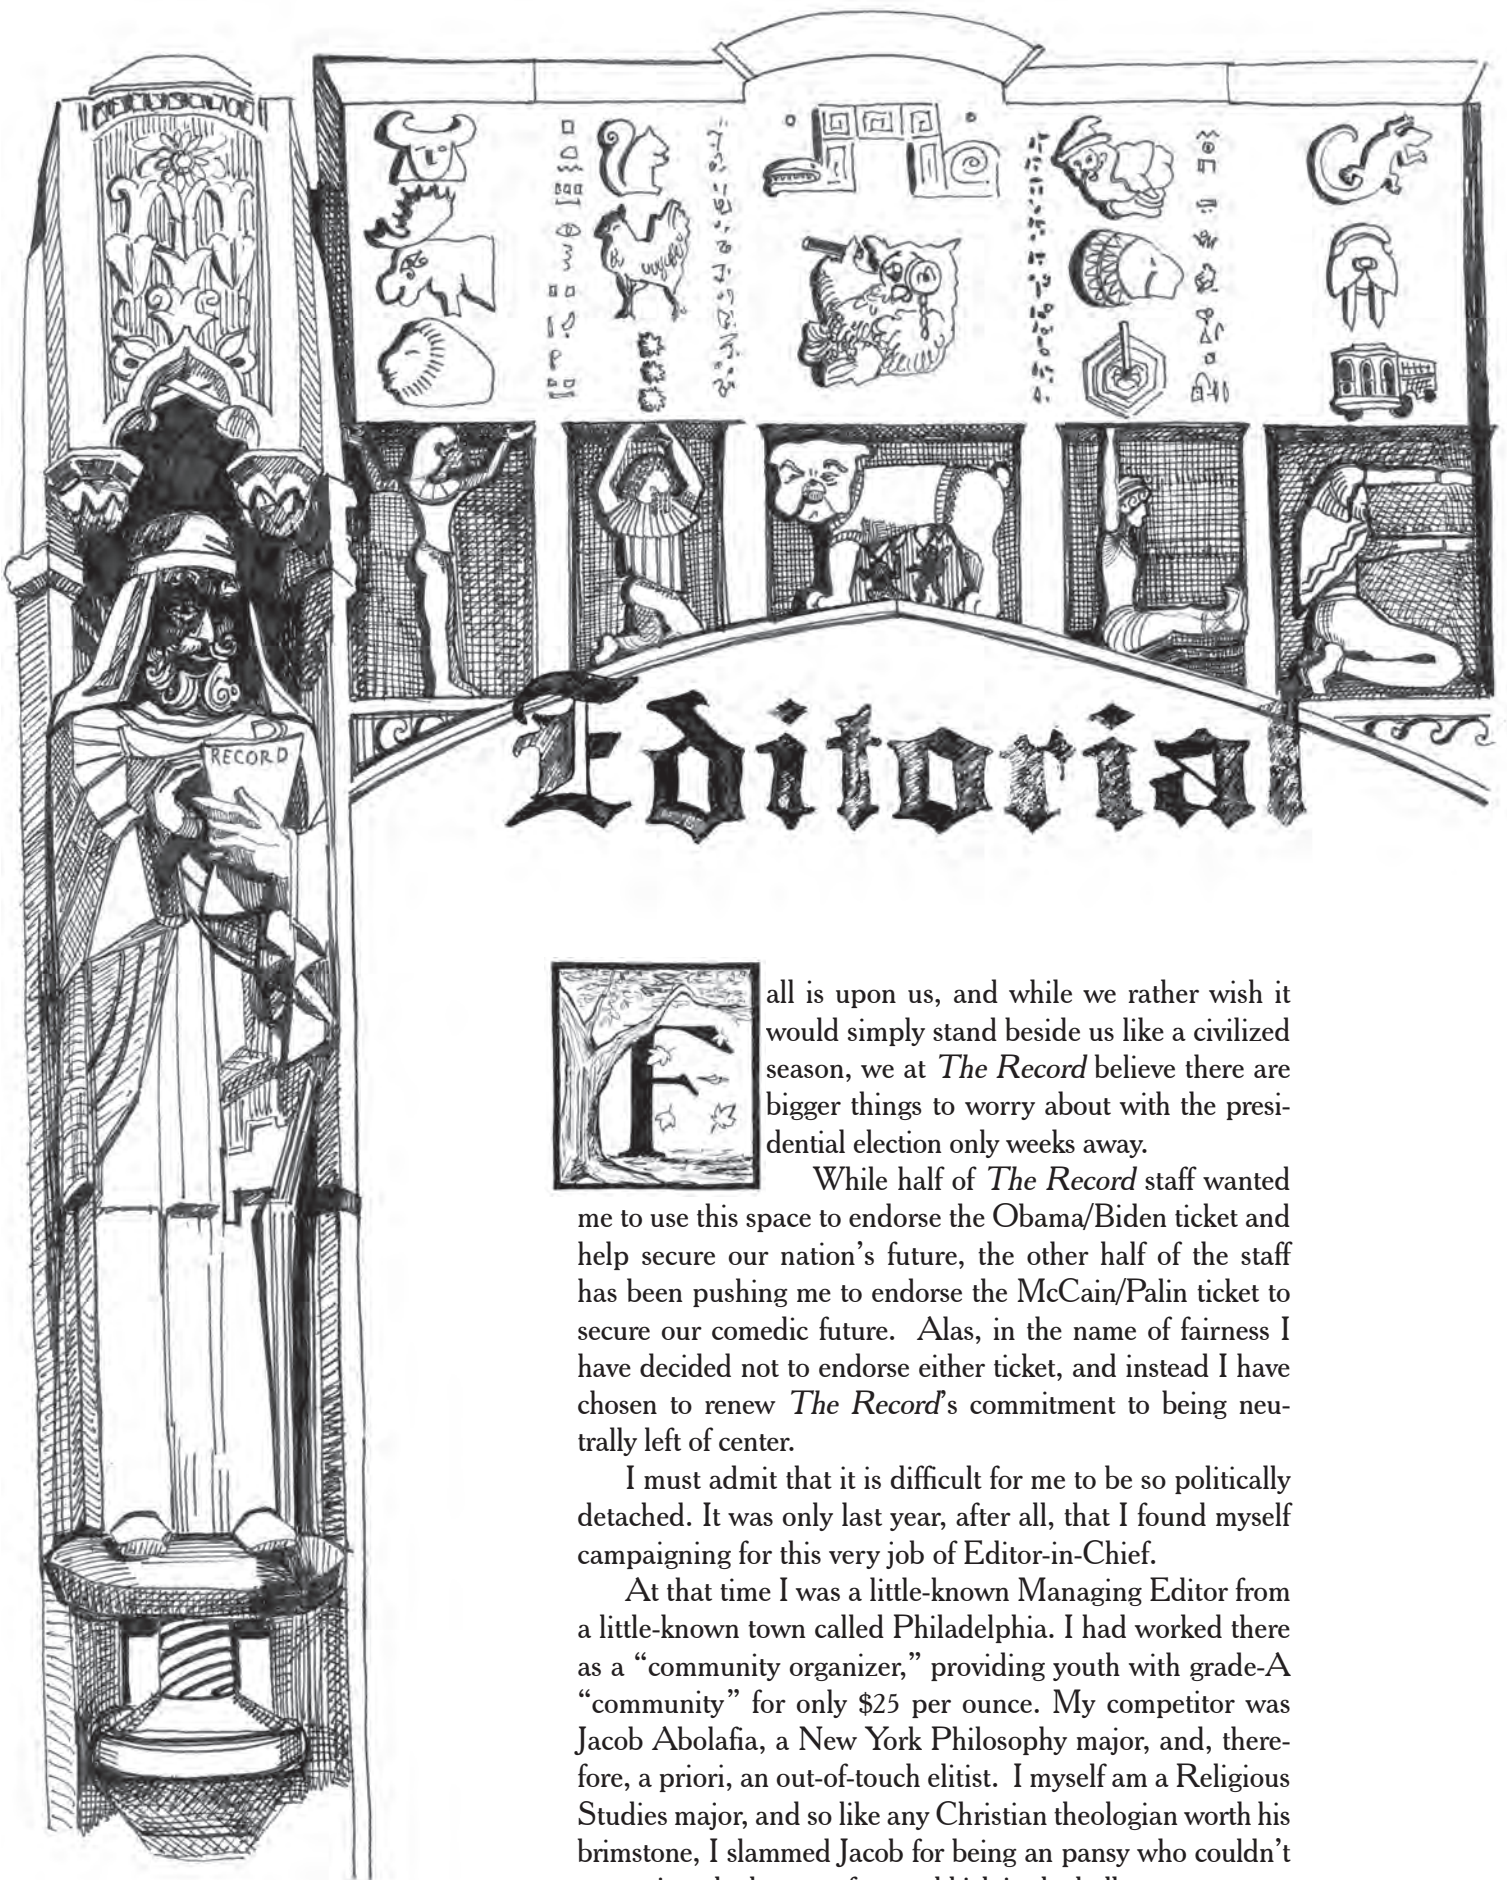 RECORD
Editorial
Fall is upon us, and while we rather wish it
would simply stand beside us like a civilized
season, we at The Record believe there are
bigger things to worry about with the presi-
dential election only weeks away.
While half of The Record staff wanted
me to use this space to endorse the Obama/Biden ticket and
help secure our nation’s future, the other half of the staff
has been pushing me to endorse the McCain/Palin ticket to
secure our comedic future.  Alas, in the name of fairness I
have decided not to endorse either ticket, and instead I have
chosen to renew The Record’s commitment to being neu-
trally left of center.
I must admit that it is difficult for me to be so politically
detached. It was only last year, after all, that I found myself
campaigning for this very job of Editor-in-Chief.
At that time I was a little-known Managing Editor from
a little-known town called Philadelphia. I had worked there
as a “community organizer,” providing youth with grade-A
“community” for only $25 per ounce. My competitor was
Jacob Abolafia, a New York Philosophy major, and, there-
fore, a priori, an out-of-touch elitist.  I myself am a Religious
Studies major, and so like any Christian theologian worth his
brimstone, I slammed Jacob for being an pansy who couldn’t